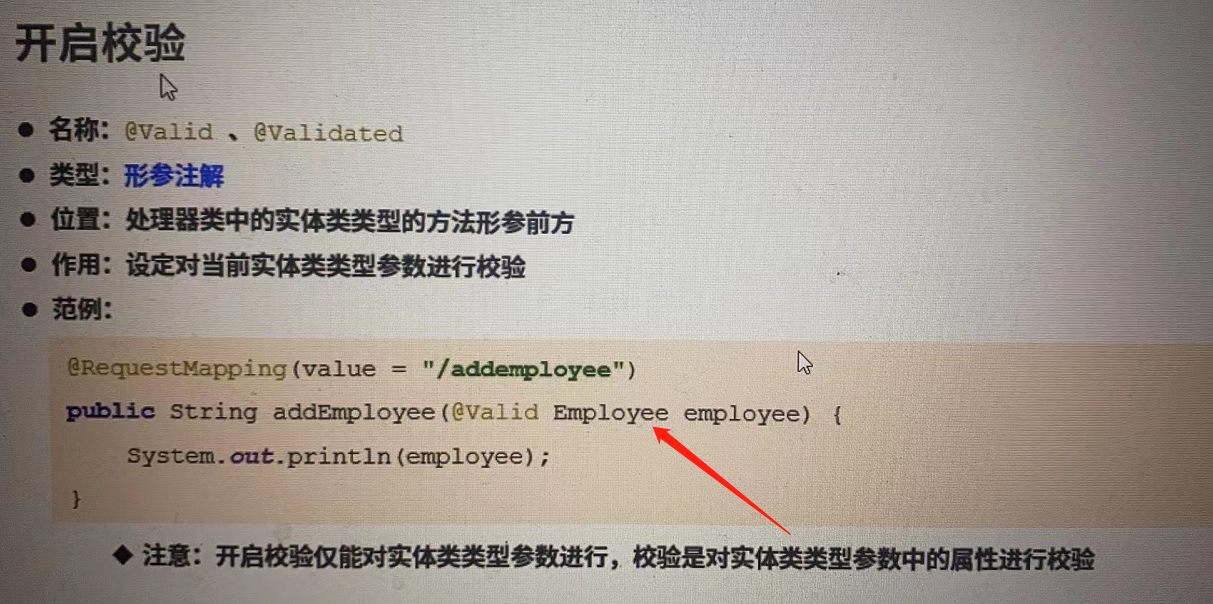 开启校验
● 名称：@Valid 、@Validated
● 类型：形参注解
● 位置：处理器类中的实体类类型的方法形参前方
● 作用：设定对当前实体类类型参数进行校验
● 范例：
@RequestMapping(value = "/addemployee")
public String addEmployee(@Valid Employee employee) {
System.out.println(employee);
}
◆ 注意：开启校验仅能对实体类类型参数进行，校验是对实体类类型参数中的属性进行校验